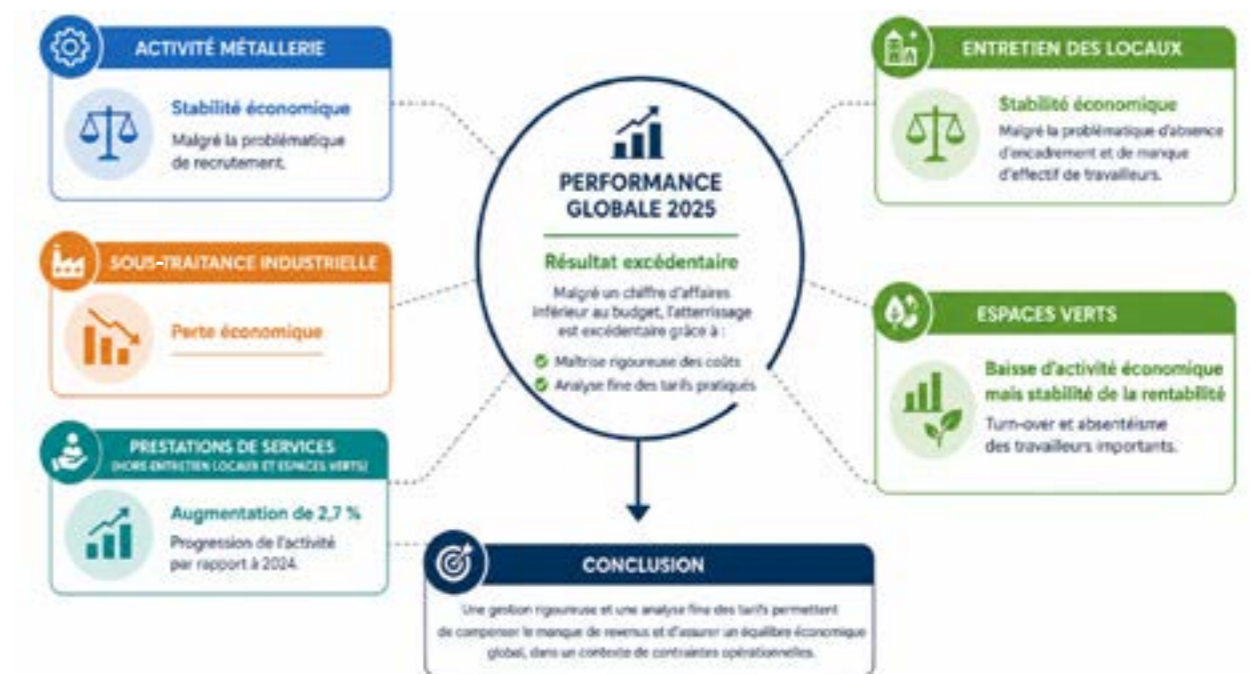 ACTIVITÉ MÉTALLERIE
Stabilité économique
Malgré la problématique
de recrutement.
SOUS-TRAITANCE INDUSTRIELLE
Perte économique
PRESTATIONS DE SERVICES
(HORS ENTRETIEN LOCAUX ET ESPACES VERTS)
Augmentation de 2,7 %
Progression de l'activité
par rapport à 2024.
PERFORMANCE
GLOBALE 2025
Résultat excédentaire
Malgré un chiffre d'affaires
inférieur au budget, l'atterrissage
est excédentaire grâce à :
Maîtrise rigoureuse des coûts
Analyse fine des tarifs pratiqués
ENTRETIEN DES LOCAUX
Stabilité économique
Malgré la problématique d'absence
d'encadrement et de manque
d'effectif de travailleurs.
ESPACES VERTS
Baisse d'activité économique
mais stabilité de la rentabilité
Turn-over et absentéisme
des travailleurs importants.
CONCLUSION
Une gestion rigoureuse et une analyse fine des tarifs permettent
de compenser le manque de revenus et d'assurer un équilibre économique
global, dans un contexte de contraintes opérationnelles.